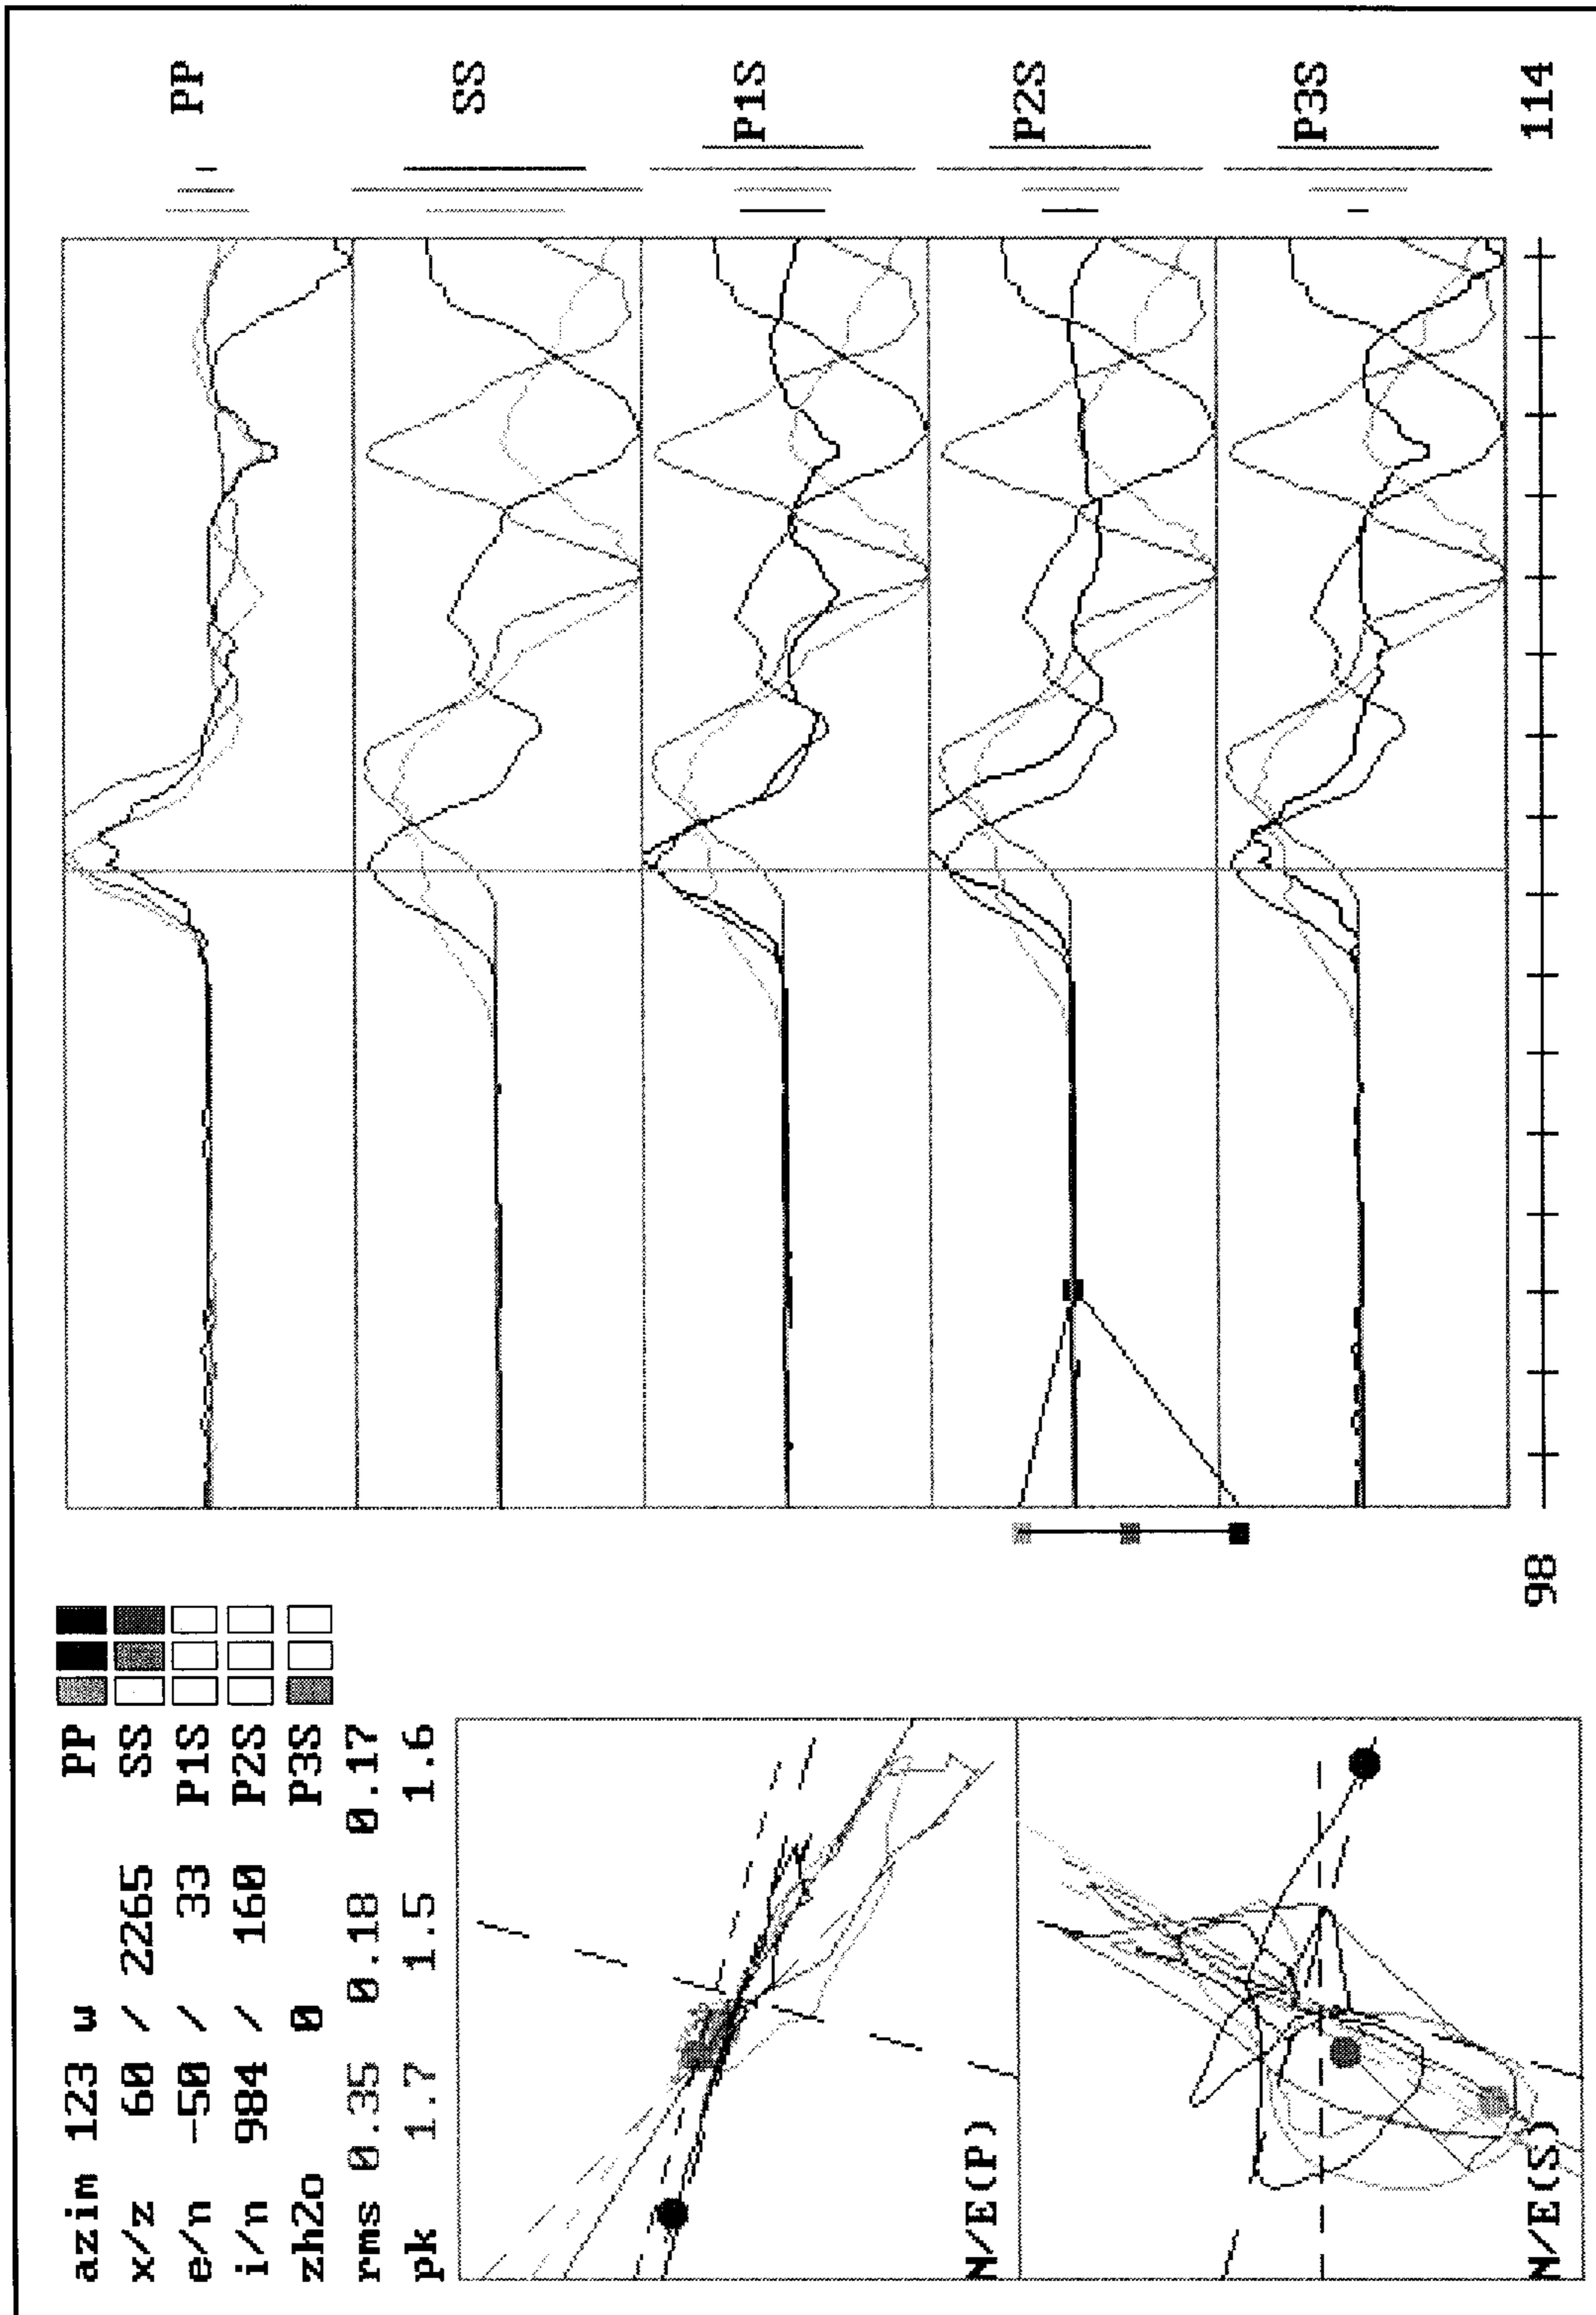 azim 123 w PP
x/z 60 / 2265 SS
e/n -50 / 33 P1S
i/n 984 / 160 P2S
zh2o 0 P3S
rms 0.35 0.18 0.17
pk 1.7 1.5 1.6
N/E(P)
N/E(S)
PP
SS
P1S
P2S
P3S
98 114